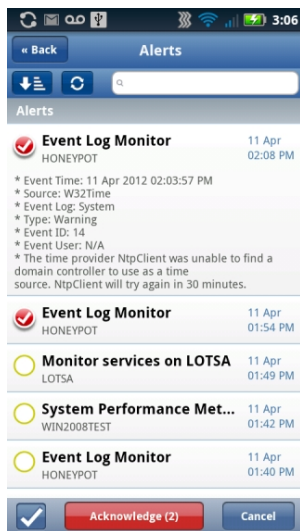 3:06
« Back
Alerts
Alerts
Event Log Monitor
11 Apr
HONEYPOT
02:08 PM
* Event Time: 11 Apr 2012 02:03:57 PM
* Source: W32Time
* Event Log: System
* Type: Warning
* Event ID: 14
* Event User: N/A
* The time provider NtpClient was unable to find a
domain controller to use as a time
source. NtpClient will try again in 30 minutes.
Event Log Monitor
11 Apr
HONEYPOT
01:54 PM
Monitor services on LOTSA
11 Apr
LOTSA
01:49 PM
System Performance Met...
11 Apr
WIN2008TEST
01:42 PM
Event Log Monitor
11 Apr
HONEYPOT
01:40 PM
Acknowledge (2)
Cancel